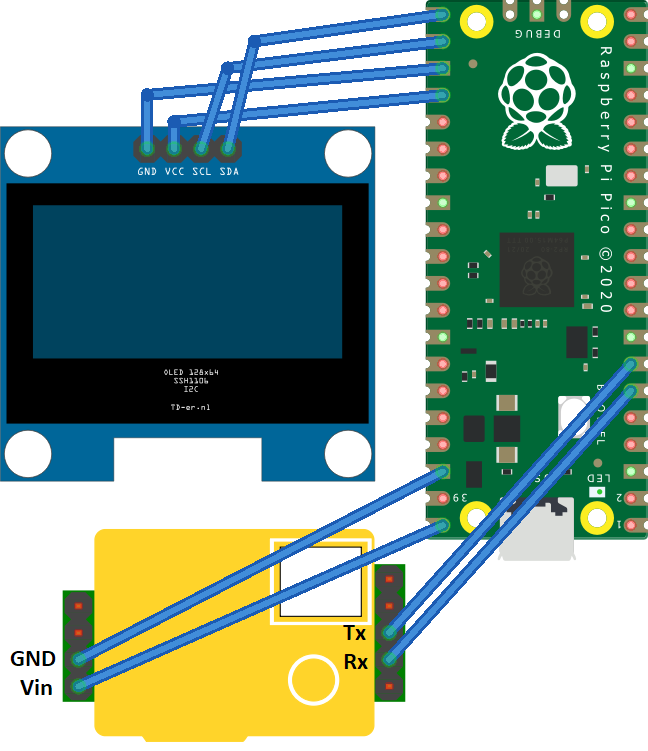 DEBUG
Raspberry Pi Pico ©2020
GND VCC SCL SDA
OLED 128x64
SSH1106
I2C
TD-er.nl
LED
39
2
1
GND
Vin
Tx
Rx